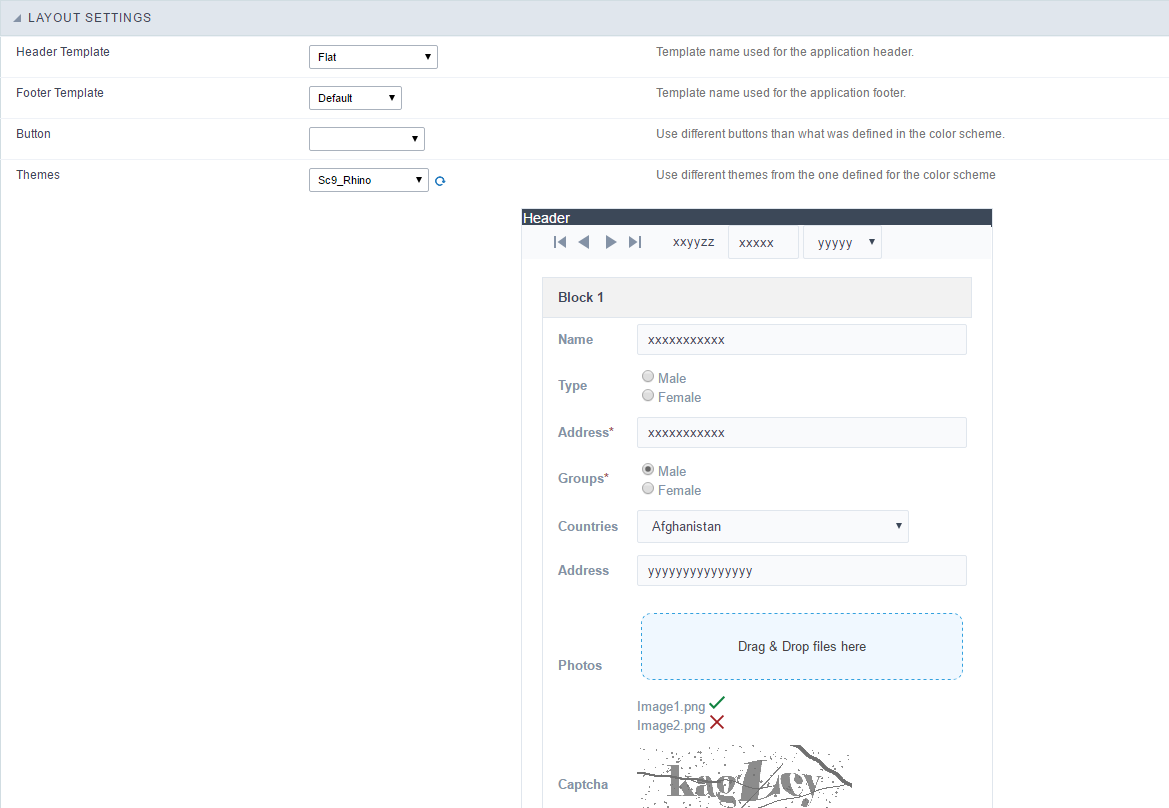 LAYOUT SETTINGS
Header Template Flat Template name used for the application header.
Footer Template Default Template name used for the application footer.
Button Use different buttons than what was defined in the color scheme.
Themes Sc9_Rhino Use different themes from the one defined for the color scheme
Header
xxyyzz xxxxx yyyyy
Block 1
Name xxxxxxxxxxx
Type Male
Female
Address* xxxxxxxxxxx
Groups* Male
Female
Countries Afghanistan
Address yyyyyyyyyyyyyyy
Drag & Drop files here
Photos
Image1.png
Image2.png
Captcha